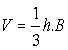 V = 1/3 h.B